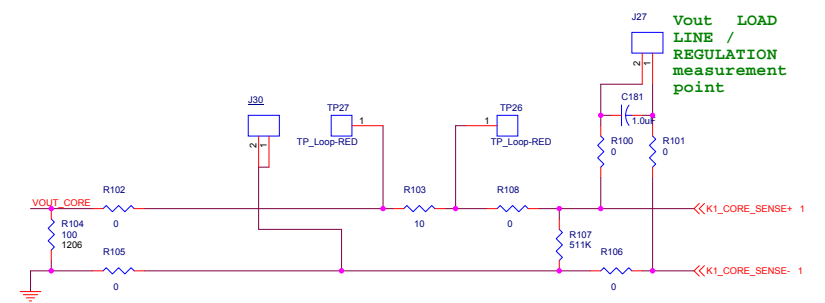 J27
Vout LOAD
LINE /
REGULATION
measurement
point
2
1
C181
1.0uF
J30
2
1
TP27
1
TP_Loop-RED
TP26
1
TP_Loop-RED
R100
0
R101
0
VOUT_CORE
R102
0
R103
10
R108
0
K1_CORE_SENSE+ 1
R104
100
1206
R107
511K
R105
0
R106
0
K1_CORE_SENSE- 1